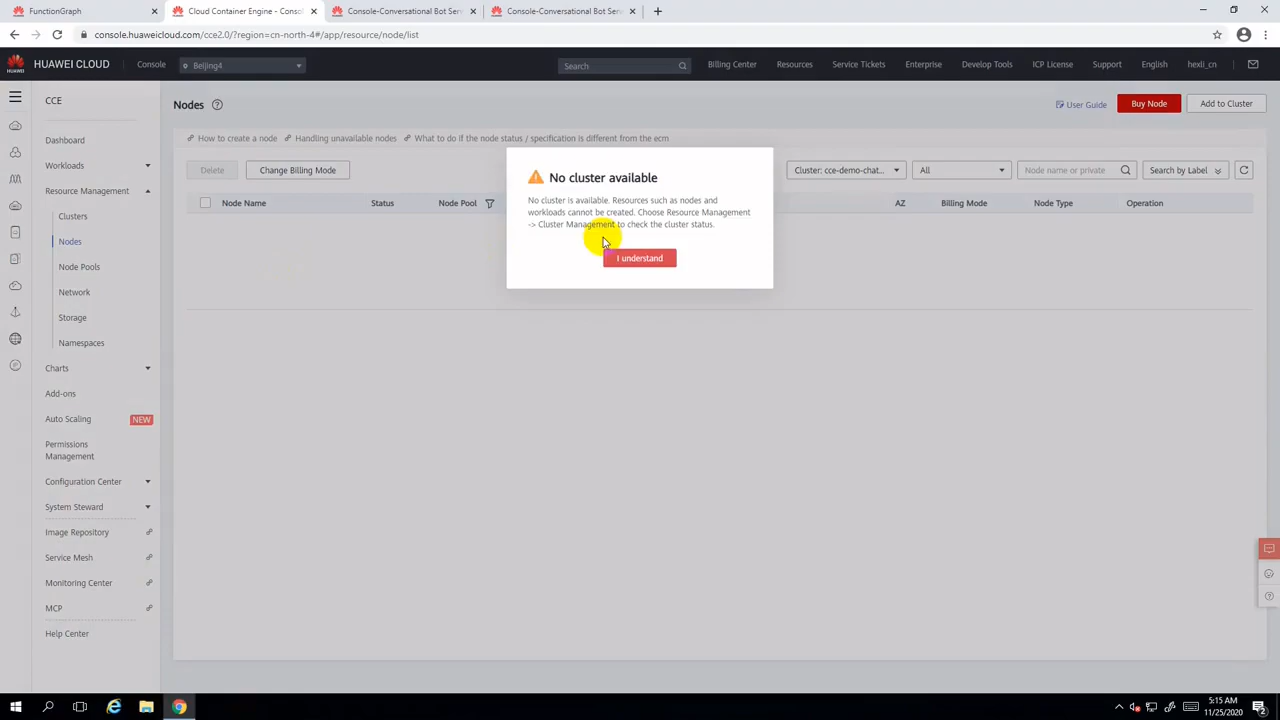 FunctionGraph
Cloud Container Engine - Conso
Console-Conversational Bot Serv
Console-Conversational Bot Serv
console.huaweicloud.com/cce2.0/?region=cn-north-4#/app/resource/node/list
HUAWEI CLOUD
Console
Beijing4
Search
Billing Center
Resources
Service Tickets
Enterprise
Develop Tools
ICP License
Support
English
hexli_cn
CCE
Nodes
User Guide
Buy Node
Add to Cluster
Dashboard
Workloads
Resource Management
Clusters
Nodes
Node Pools
Network
Storage
Namespaces
Charts
Add-ons
Auto Scaling
NEW
Permissions
Management
Configuration Center
System Steward
Image Repository
Service Mesh
Monitoring Center
MCP
Help Center
How to create a node
Handling unavailable nodes
What to do if the node status / specification is different from the ecm
Delete
Change Billing Mode
Cluster: cce-demo-chat...
All
Node name or private
Search by Label
Node Name
Status
Node Pool
AZ
Billing Mode
Node Type
Operation
No cluster available
No cluster is available. Resources such as nodes and
workloads cannot be created. Choose Resource Management
-> Cluster Management to check the cluster status.
I understand
5:15 AM
11/25/2020
2